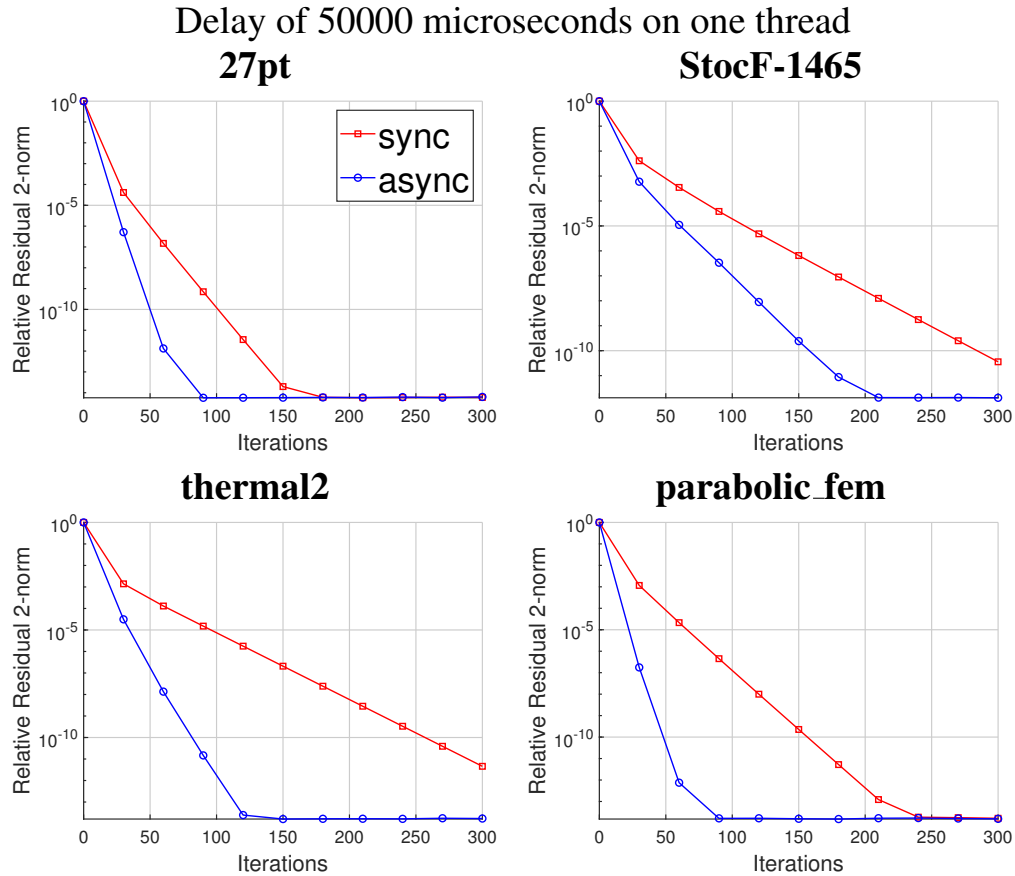 Delay of 50000 microseconds on one thread
27pt
Relative Residual 2-norm
10^0
10^-5
10^-10
sync
async
0 50 100 150 200 250 300
Iterations
StocF-1465
Relative Residual 2-norm
10^0
10^-5
10^-10
0 50 100 150 200 250 300
Iterations
thermal2
Relative Residual 2-norm
10^0
10^-5
10^-10
0 50 100 150 200 250 300
Iterations
parabolic_fem
Relative Residual 2-norm
10^0
10^-5
10^-10
0 50 100 150 200 250 300
Iterations